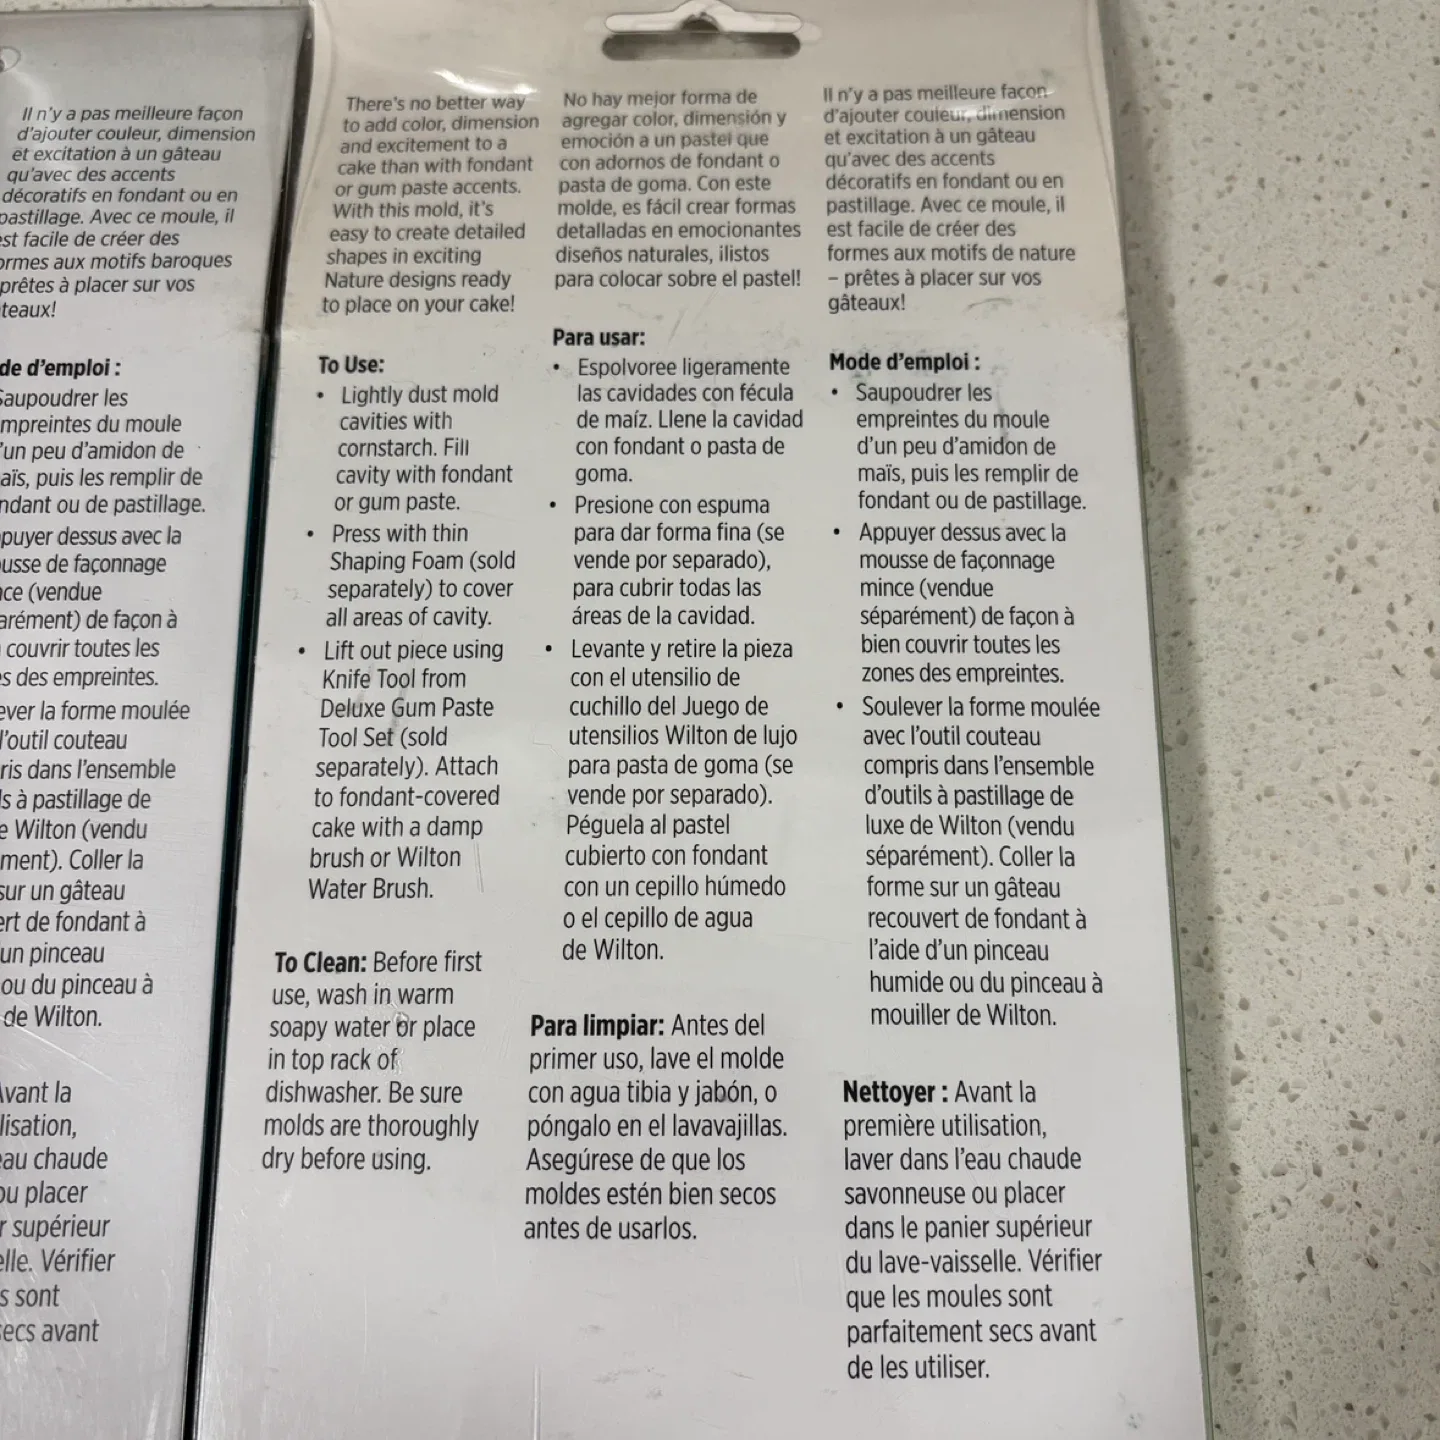 Il n'y a pas meilleure façon
d'ajouter couleur, dimension
et excitation à un gâteau
qu'avec des accents
décoratifs en fondant ou en
pastillage. Avec ce moule, il
est facile de créer des
ormes aux motifs baroques
prêtes à placer sur vos
teaux!
de d'emploi :
Saupoudrer les
mpreintes du moule
'un peu d'amidon de
aïs, puis les remplir de
ndant ou de pastillage.
puyer dessus avec la
ousse de façonnage
nce (vendue
arément) de façon à
couvrir toutes les
es des empreintes.
ever la forme moulée
l'outil couteau
ris dans l'ensemble
ls à pastillage de
e Wilton (vendu
ment). Coller la
sur un gâteau
ert de fondant à
un pinceau
ou du pinceau à
de Wilton.
Avant la
lisation,
eau chaude
ou placer
r supérieur
elle. Vérifier
s sont
secs avant
There's no better way
to add color, dimension
and excitement to a
cake than with fondant
or gum paste accents.
With this mold, it's
easy to create detailed
shapes in exciting
Nature designs ready
to place on your cake!
To Use:
• Lightly dust mold
cavities with
cornstarch. Fill
cavity with fondant
or gum paste.
• Press with thin
Shaping Foam (sold
separately) to cover
all areas of cavity.
• Lift out piece using
Knife Tool from
Deluxe Gum Paste
Tool Set (sold
separately). Attach
to fondant-covered
cake with a damp
brush or Wilton
Water Brush.
To Clean: Before first
use, wash in warm
soapy water or place
in top rack of
dishwasher. Be sure
molds are thoroughly
dry before using.
No hay mejor forma de
agregar color, dimensión y
emoción a un pastel que
con adornos de fondant o
pasta de goma. Con este
molde, es fácil crear formas
detalladas en emocionantes
diseños naturales, ilistos
para colocar sobre el pastel!
Para usar:
• Espolvoree ligeramente
las cavidades con fécula
de maíz. Llene la cavidad
con fondant o pasta de
goma.
• Presione con espuma
para dar forma fina (se
vende por separado),
para cubrir todas las
áreas de la cavidad.
• Levante y retire la pieza
con el utensilio de
cuchillo del Juego de
utensilios Wilton de lujo
para pasta de goma (se
vende por separado).
Péguela al pastel
cubierto con fondant
con un cepillo húmedo
o el cepillo de agua
de Wilton.
Para limpiar: Antes del
primer uso, lave el molde
con agua tibia y jabón, o
póngalo en el lavavajillas.
Asegúrese de que los
moldes estén bien secos
antes de usarlos.
Il n'y a pas meilleure façon
d'ajouter couleur, dimension
et excitation à un gâteau
qu'avec des accents
décoratifs en fondant ou en
pastillage. Avec ce moule, il
est facile de créer des
formes aux motifs de nature
– prêtes à placer sur vos
gâteaux!
Mode d'emploi :
• Saupoudrer les
empreintes du moule
d'un peu d'amidon de
maïs, puis les remplir de
fondant ou de pastillage.
• Appuyer dessus avec la
mousse de façonnage
mince (vendue
séparément) de façon à
bien couvrir toutes les
zones des empreintes.
• Soulever la forme moulée
avec l'outil couteau
compris dans l'ensemble
d'outils à pastillage de
luxe de Wilton (vendu
séparément). Coller la
forme sur un gâteau
recouvert de fondant à
l'aide d'un pinceau
humide ou du pinceau à
mouiller de Wilton.
Nettoyer : Avant la
première utilisation,
laver dans l'eau chaude
savonneuse ou placer
dans le panier supérieur
du lave-vaisselle. Vérifier
que les moules sont
parfaitement secs avant
de les utiliser.